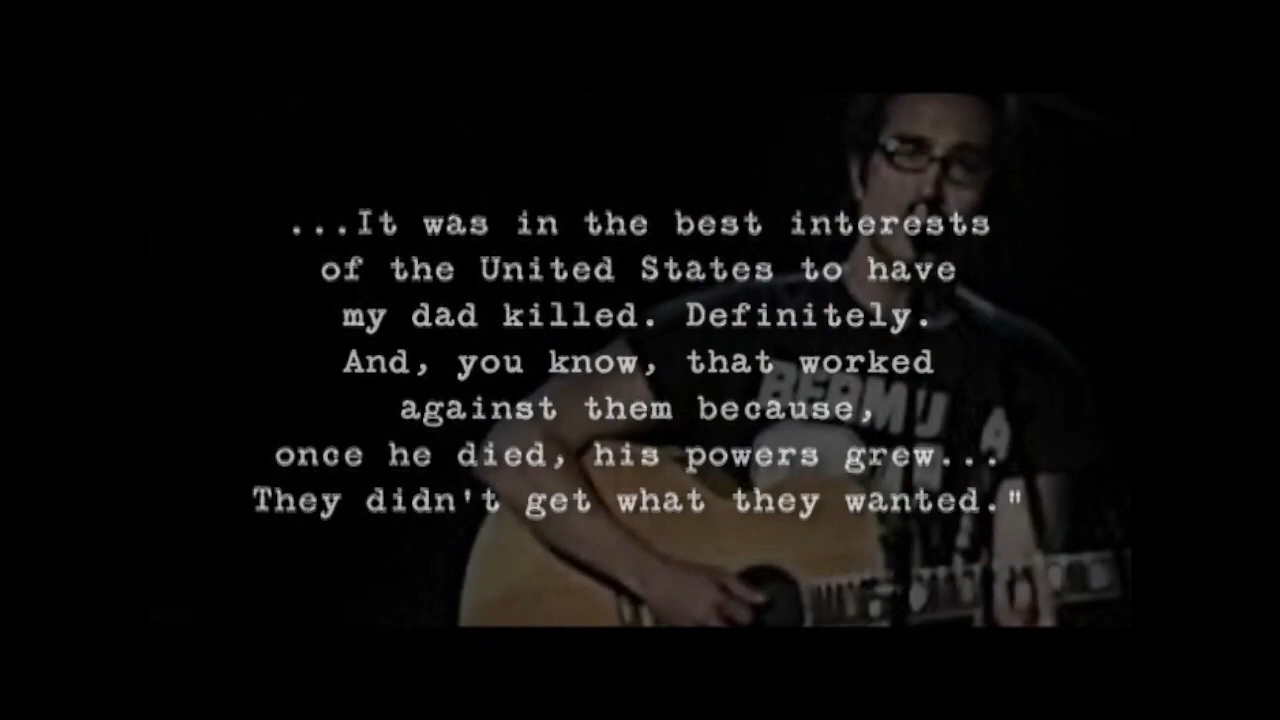 ...It was in the best interests
of the United States to have
my dad killed. Definitely.
And, you know, that worked
against them because,
once he died, his powers grew...
They didn't get what they wanted."